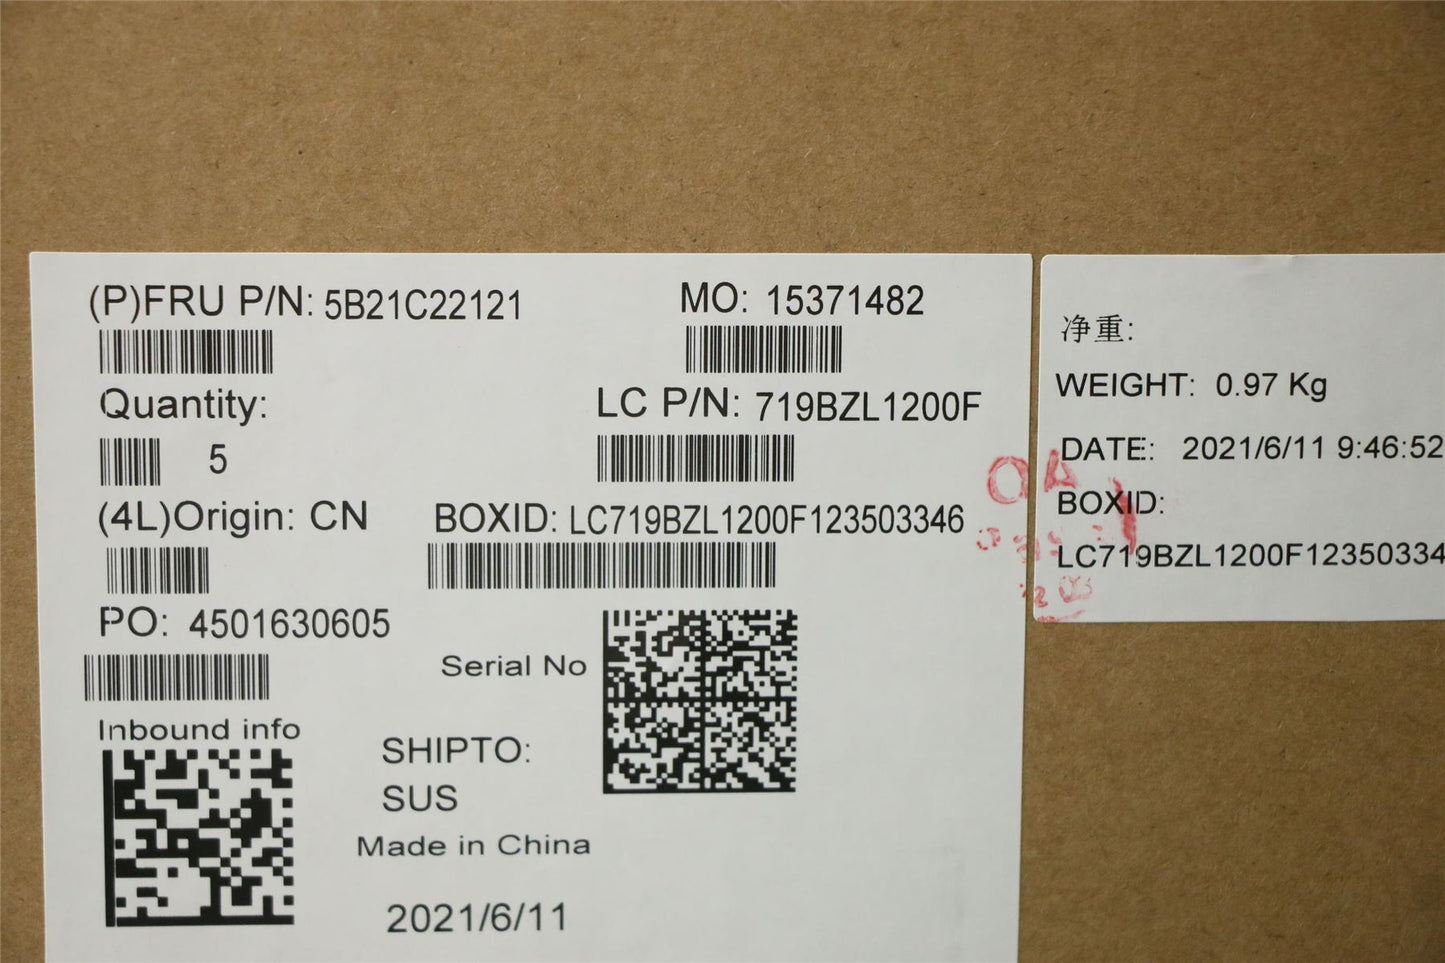 (P)FRU P/N: 5B21C22121
MO: 15371482
Quantity:
5
LC P/N: 719BZL1200F
(4L)Origin: CN
BOXID: LC719BZL1200F123503346
PO: 4501630605
Serial No
Inbound info
SHIPTO:
SUS
Made in China
2021/6/11
净重:
WEIGHT: 0.97 Kg
DATE: 2021/6/11 9:46:52
BOXID:
LC719BZL1200F12350334
QA